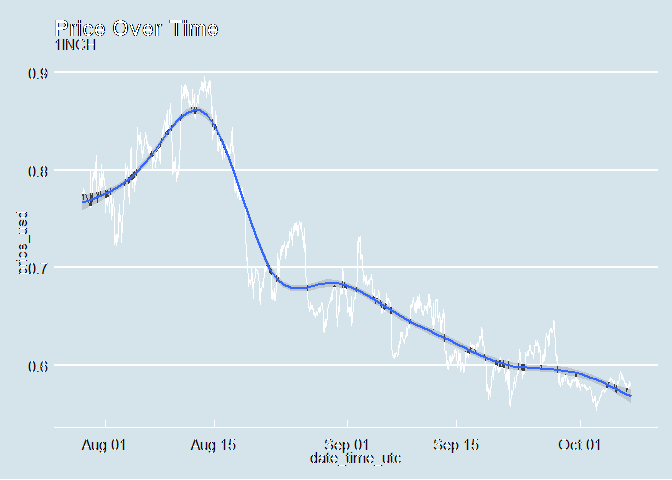 Price Over Time
1INCH
0.9
0.8
0.7
0.6
price_usd
Aug 01 Aug 15 Sep 01 Sep 15 Oct 01
date_time_utc